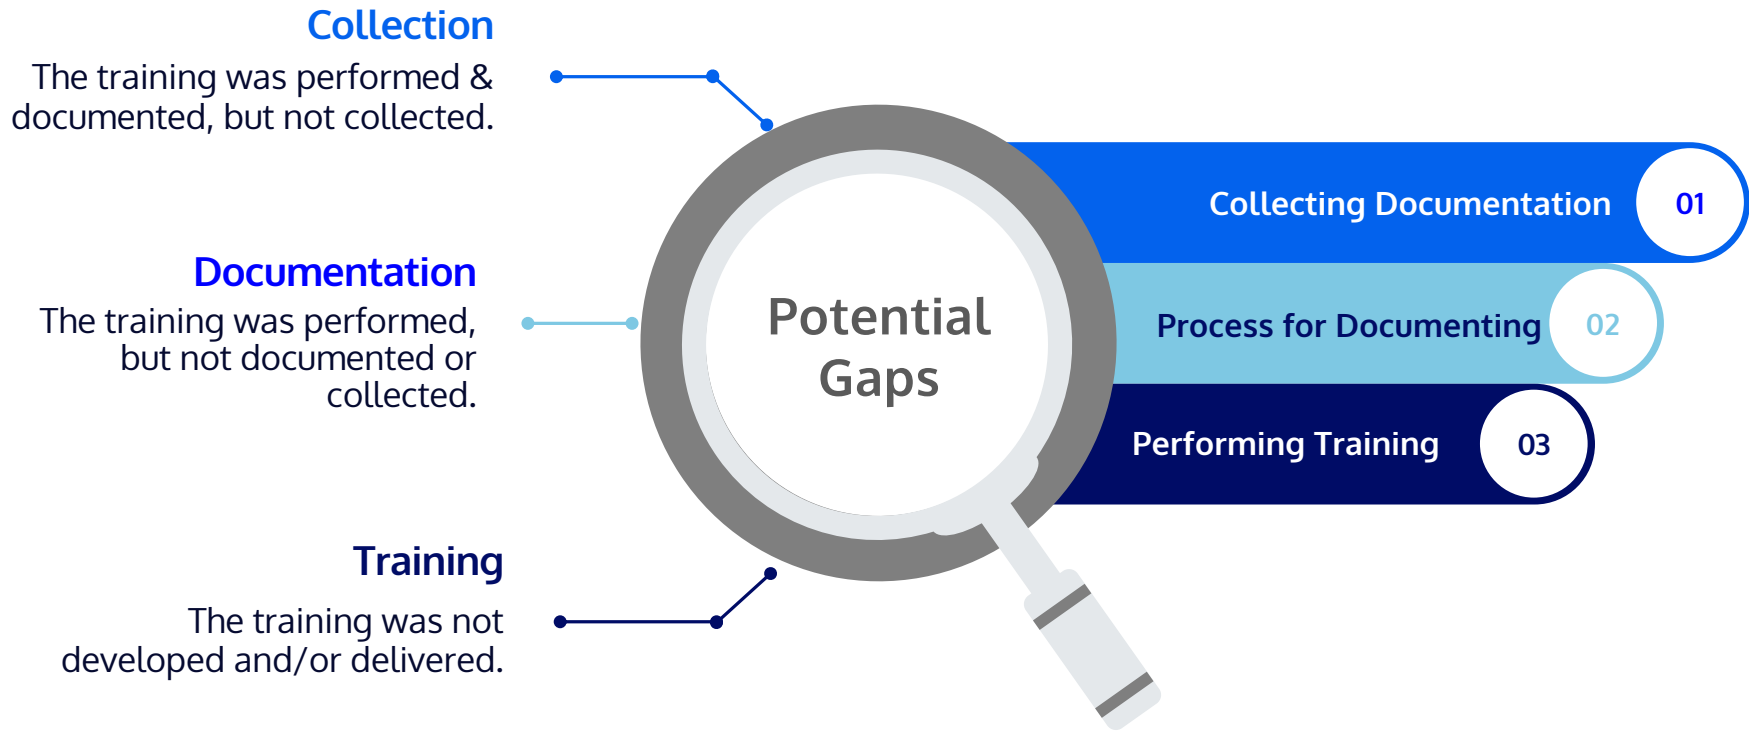 Collection
The training was performed &
documented, but not collected.
Documentation
The training was performed,
but not documented or
collected.
Training
The training was not
developed and/or delivered.
Potential
Gaps
Collecting Documentation
01
Process for Documenting
02
Performing Training
03